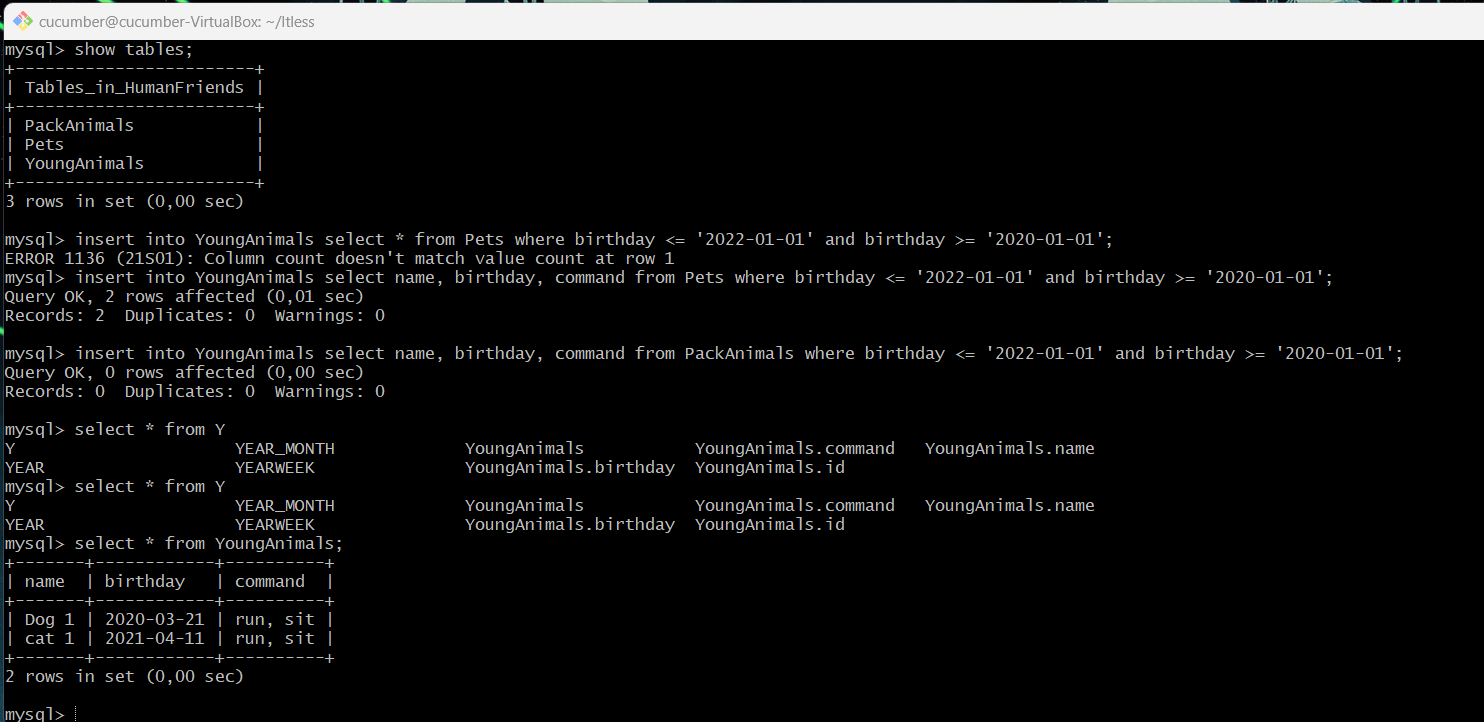 cucumber@cucumber-VirtualBox: ~/Itless
mysql> show tables;
+------------------------+
| Tables_in_HumanFriends |
+------------------------+
| PackAnimals            |
| Pets                   |
| YoungAnimals           |
+------------------------+
3 rows in set (0,00 sec)
mysql> insert into YoungAnimals select * from Pets where birthday <= '2022-01-01' and birthday >= '2020-01-01';
ERROR 1136 (21S01): Column count doesn't match value count at row 1
mysql> insert into YoungAnimals select name, birthday, command from Pets where birthday <= '2022-01-01' and birthday >= '2020-01-01';
Query OK, 2 rows affected (0,01 sec)
Records: 2  Duplicates: 0  Warnings: 0
mysql> insert into YoungAnimals select name, birthday, command from PackAnimals where birthday <= '2022-01-01' and birthday >= '2020-01-01';
Query OK, 0 rows affected (0,00 sec)
Records: 0  Duplicates: 0  Warnings: 0
mysql> select * from Y
Y                      YEAR_MONTH             YoungAnimals           YoungAnimals.command   YoungAnimals.name
YEAR                   YEARWEEK               YoungAnimals.birthday  YoungAnimals.id
mysql> select * from Y
Y                      YEAR_MONTH             YoungAnimals           YoungAnimals.command   YoungAnimals.name
YEAR                   YEARWEEK               YoungAnimals.birthday  YoungAnimals.id
mysql> select * from YoungAnimals;
+-------+------------+----------+
| name  | birthday   | command  |
+-------+------------+----------+
| Dog 1 | 2020-03-21 | run, sit |
| cat 1 | 2021-04-11 | run, sit |
+-------+------------+----------+
2 rows in set (0,00 sec)
mysql>